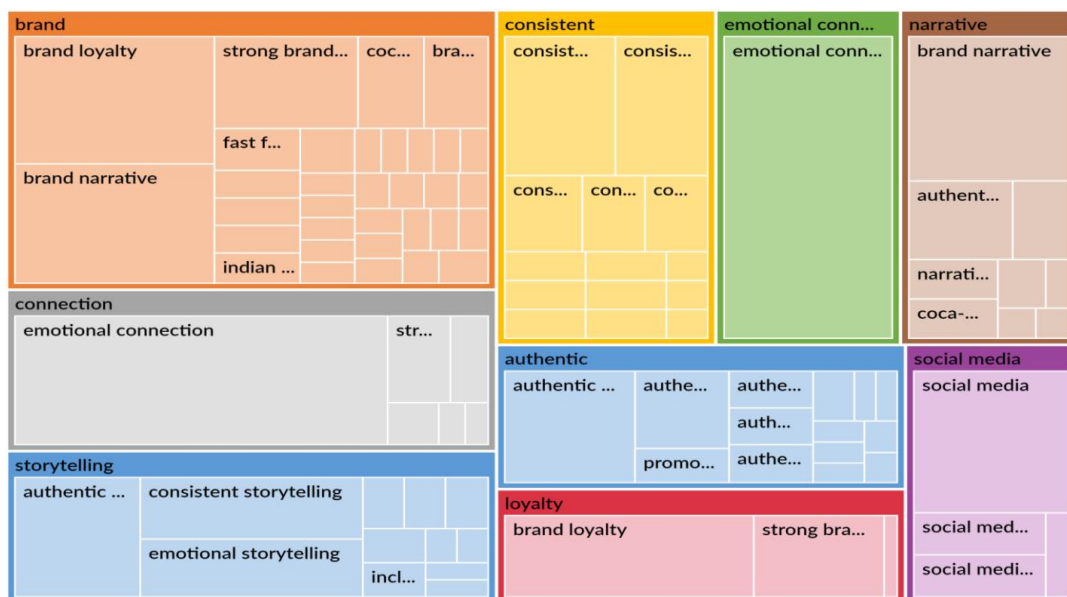 brand
brand loyalty
strong brand...
coc...
bra...
brand narrative
fast f...
indian ...
connection
emotional connection
str...
storytelling
authentic ...
consistent storytelling
emotional storytelling
incl...
consistent
consist...
consis...
cons...
con...
co...
emotional conn...
emotional conn...
narrative
brand narrative
authent...
narrati...
coca-...
authentic
authentic ...
authe...
authe...
auth...
promo...
authe...
loyalty
brand loyalty
strong bra...
social media
social media
social med...
social medi...